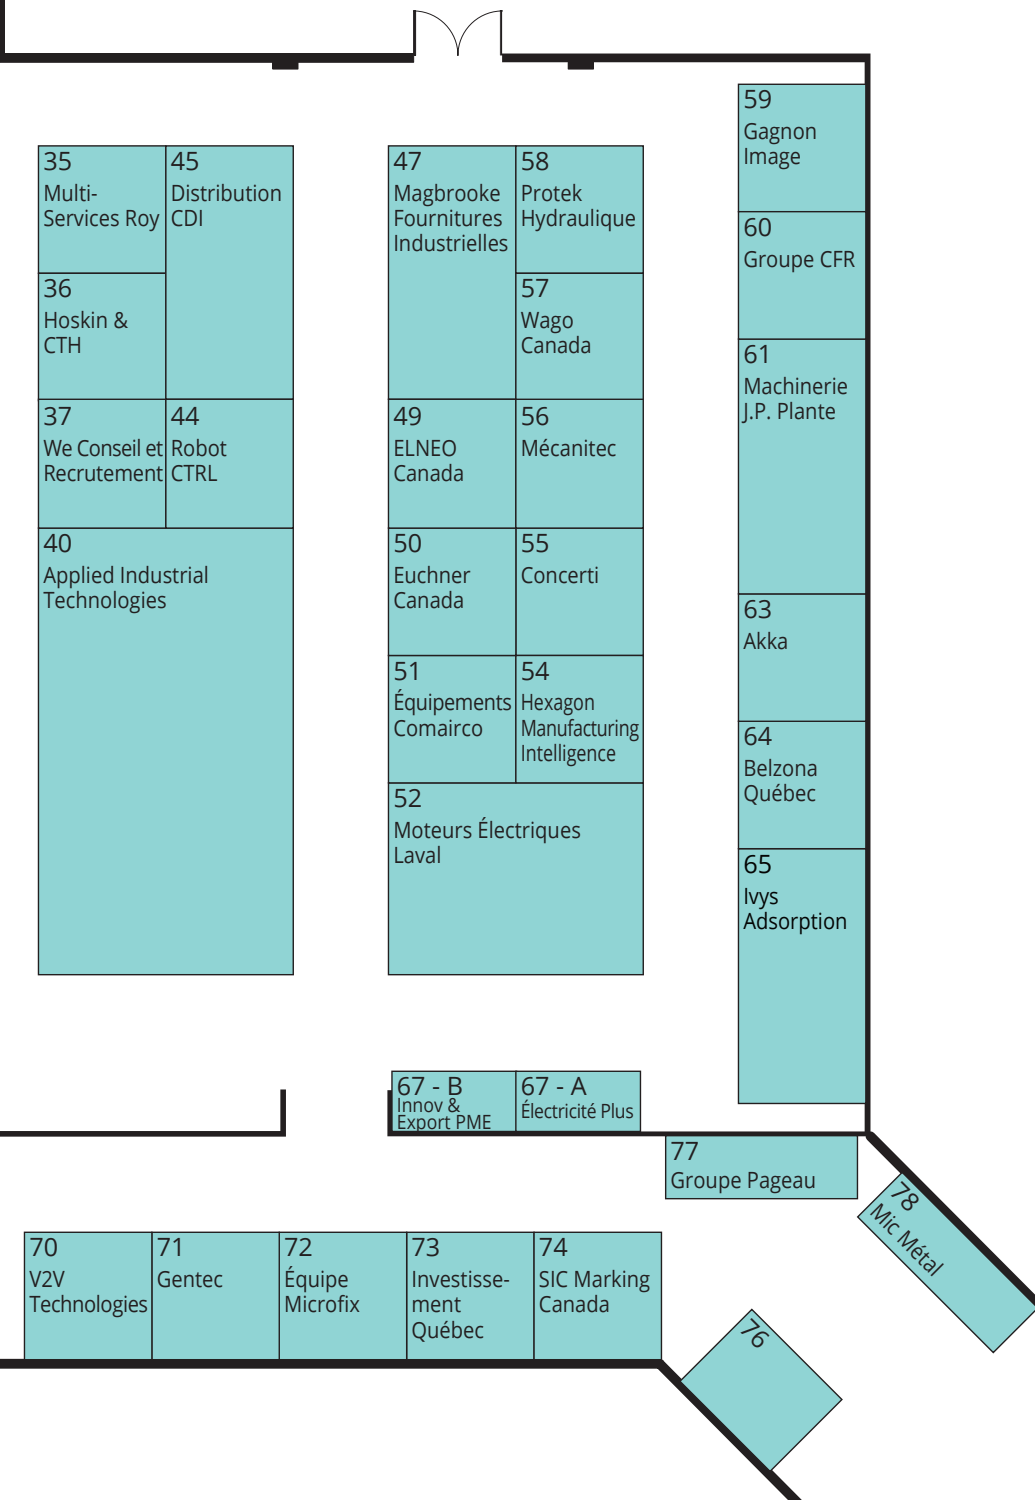 35
Multi-
Services Roy
45
Distribution
CDI
36
Hoskin &
CTH
37
We Conseil et
Recrutement
44
Robot
CTRL
40
Applied Industrial
Technologies
47
Magbrooke
Fournitures
Industrielles
58
Protek
Hydraulique
57
Wago
Canada
49
ELNEO
Canada
56
Mécanitec
50
Euchner
Canada
55
Concerti
51
Équipements
Comairco
54
Hexagon
Manufacturing
Intelligence
52
Moteurs Électriques
Laval
59
Gagnon
Image
60
Groupe CFR
61
Machinerie
J.P. Plante
63
Akka
64
Belzona
Québec
65
Ivys
Adsorption
67 - B
Innov &
Export PME
67 - A
Électricité Plus
77
Groupe Pageau
78
Mic Métal
70
V2V
Technologies
71
Gentec
72
Équipe
Microfix
73
Investisse-
ment
Québec
74
SIC Marking
Canada
76